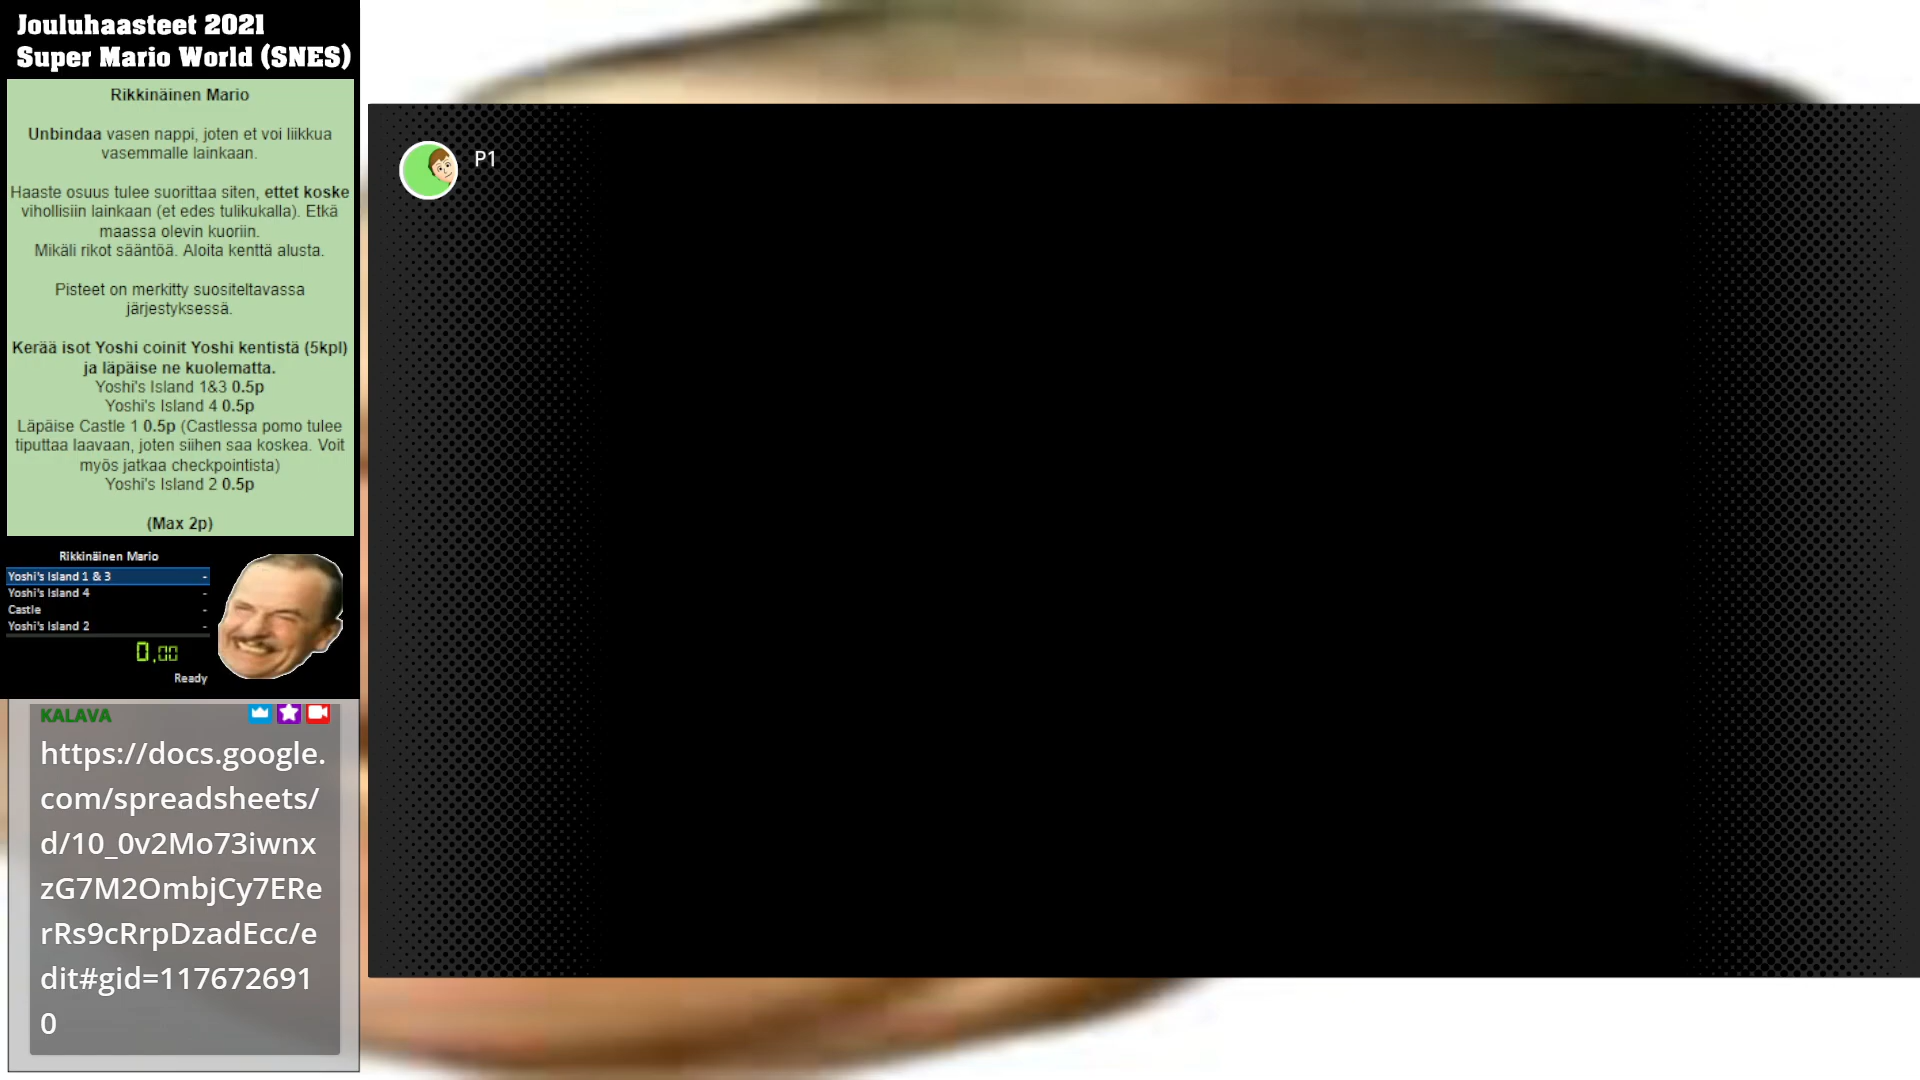 Jouluhaasteet 2021
Super Mario World (SNES)
Rikkinäinen Mario
Unbindaa vasen nappi, joten et voi liikkua
vasemmalle lainkaan.
Haaste osuus tulee suorittaa siten, ettet koske
vihollisiin lainkaan (et edes tulikukalla). Etkä
maassa olevin kuoriin.
Mikäli rikot sääntöä. Aloita kenttä alusta.
Pisteet on merkitty suositeltavassa
järjestyksessä.
Kerää isot Yoshi coinit Yoshi kentistä (5kpl)
ja läpäise ne kuolematta.
Yoshi's Island 1&3 0.5p
Yoshi's Island 4 0.5p
Läpäise Castle 1 0.5p (Castlessa pomo tulee
tiputtaa laavaan, joten siihen saa koskea. Voit
myös jatkaa checkpointista)
Yoshi's Island 2 0.5p
(Max 2p)
Rikkinäinen Mario
Yoshi's Island 1 & 3 -
Yoshi's Island 4 -
Castle -
Yoshi's Island 2 -
0,00
Ready
KALAVA
https://docs.google.
com/spreadsheets/
d/10_0v2Mo73iwnx
zG7M2OmbjCy7ERe
rRs9cRrpDzadEcc/e
dit#gid=117672691
0
P1